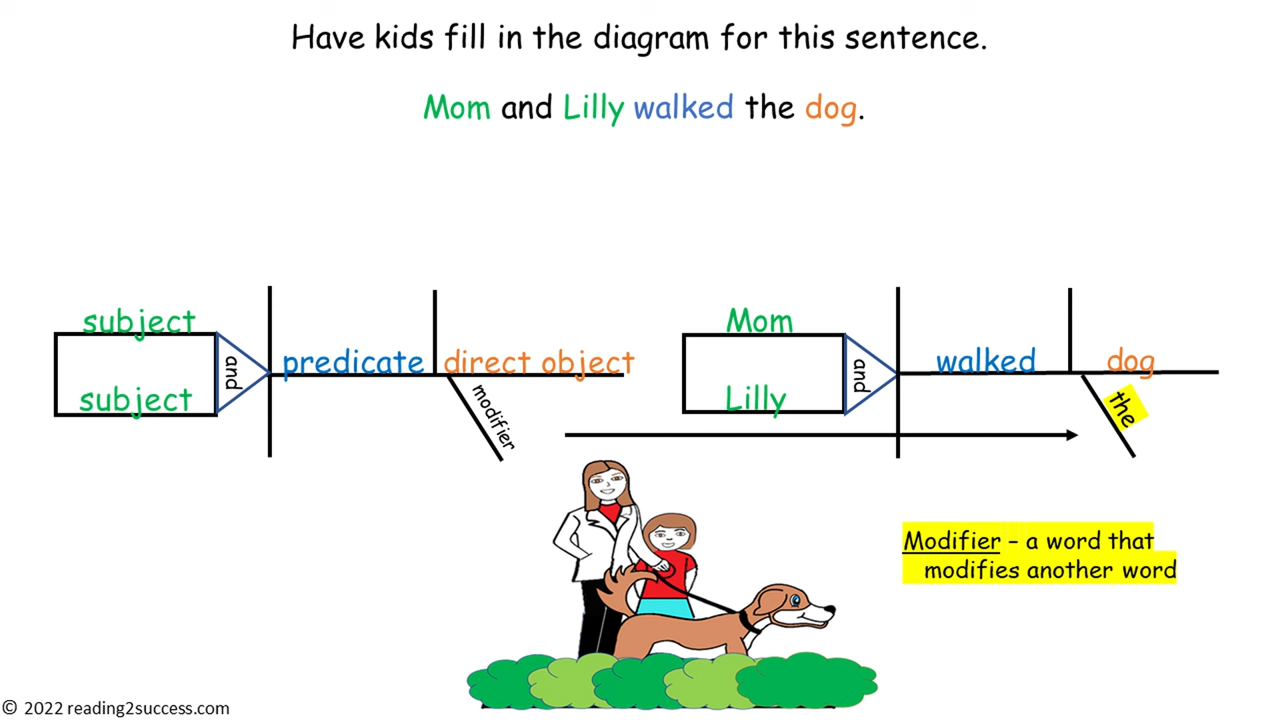 Have kids fill in the diagram for this sentence.
Mom and Lilly walked the dog.
subject
and
subject
predicate
direct object
modifier
Mom
and
Lilly
walked
dog
the
Modifier – a word that
modifies another word
© 2022 reading2success.com